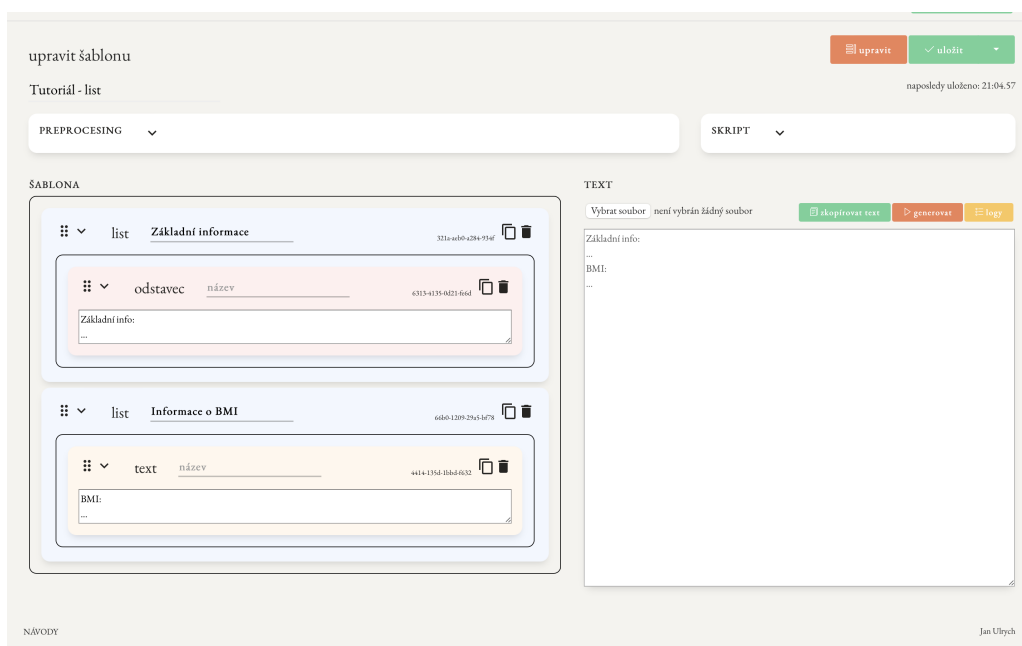 upravit šablonu
upravit
uložit
Tutoriál - list
naposledy uloženo: 21:04.57
PREPROCESING
SKRIPT
ŠABLONA
list Základní informace 321a-aeb0-a284-934f
odstavec název 6313-4135-0d21-fe6d
Základní info:
...
list Informace o BMI 66b0-1209-29a5-bf78
text název 4414-135d-1bbd-f632
BMI:
...
TEXT
Vybrat soubor není vybrán žádný soubor
zkopírovat text
generovat
logy
Základní info:
...
BMI:
...
NÁVODY
Jan Ulrych